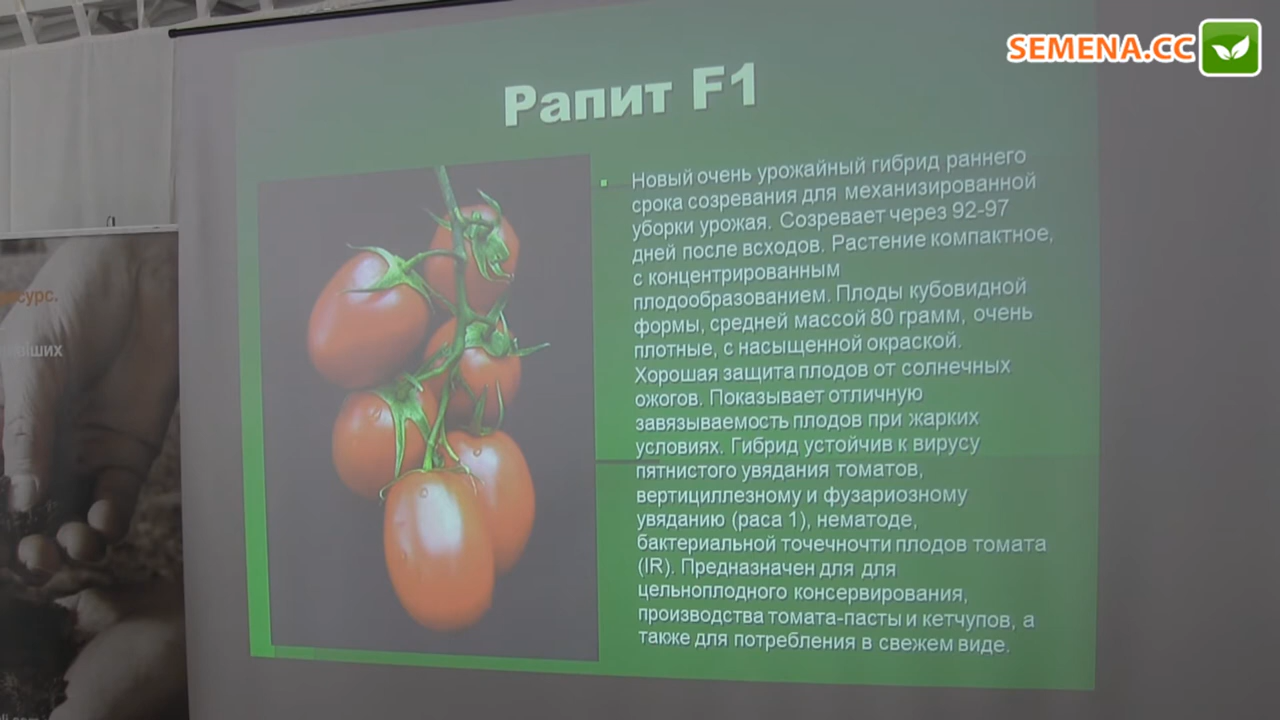 SEMENA.CC
Рапит F1
Новый очень урожайный гибрид раннего
срока созревания для механизированной
уборки урожая. Созревает через 92-97
дней после всходов. Растение компактное,
с концентрированным
плодообразованием. Плоды кубовидной
формы, средней массой 80 грамм, очень
плотные, с насыщенной окраской.
Хорошая защита плодов от солнечных
ожогов. Показывает отличную
завязываемость плодов при жарких
условиях. Гибрид устойчив к вирусу
пятнистого увядания томатов,
вертициллезному и фузариозному
увяданию (раса 1), нематоде,
бактериальной точечночти плодов томата
(IR). Предназначен для для
цельноплодного консервирования,
производства томата-пасты и кетчупов, а
также для потребления в свежем виде.